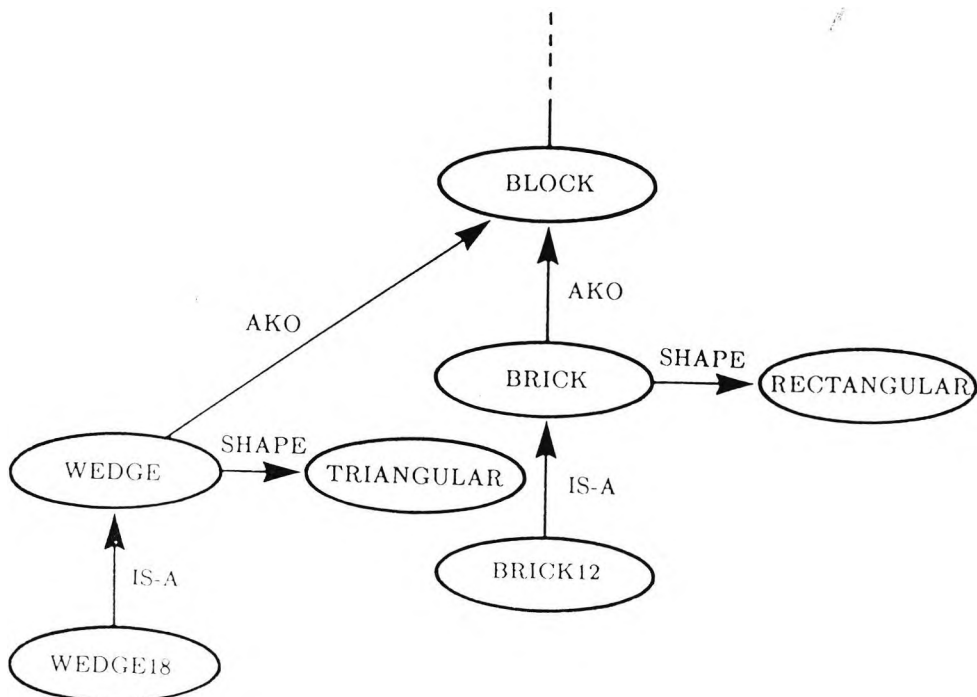 BLOCK
AKO
AKO
BRICK
SHAPE
RECTANGULAR
WEDGE
SHAPE
TRIANGULAR
IS-A
BRICK12
IS-A
WEDGE18